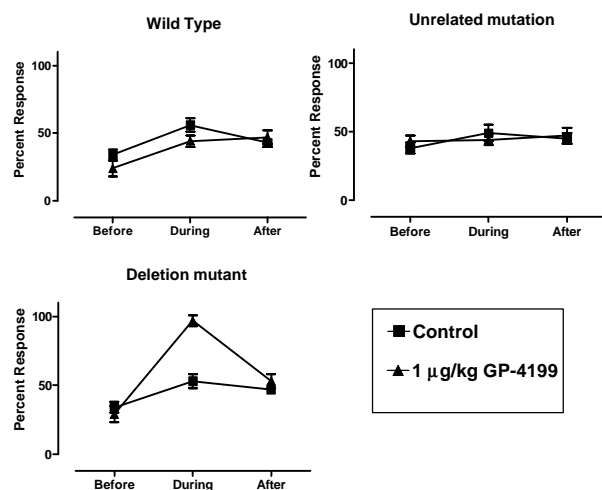 Wild Type
Percent Response
100
50
0
Before During After
Unrelated mutation
Percent Response
100
50
0
Before During After
Deletion mutant
Percent Response
100
50
0
Before During After
Control
1 μg/kg GP-4199